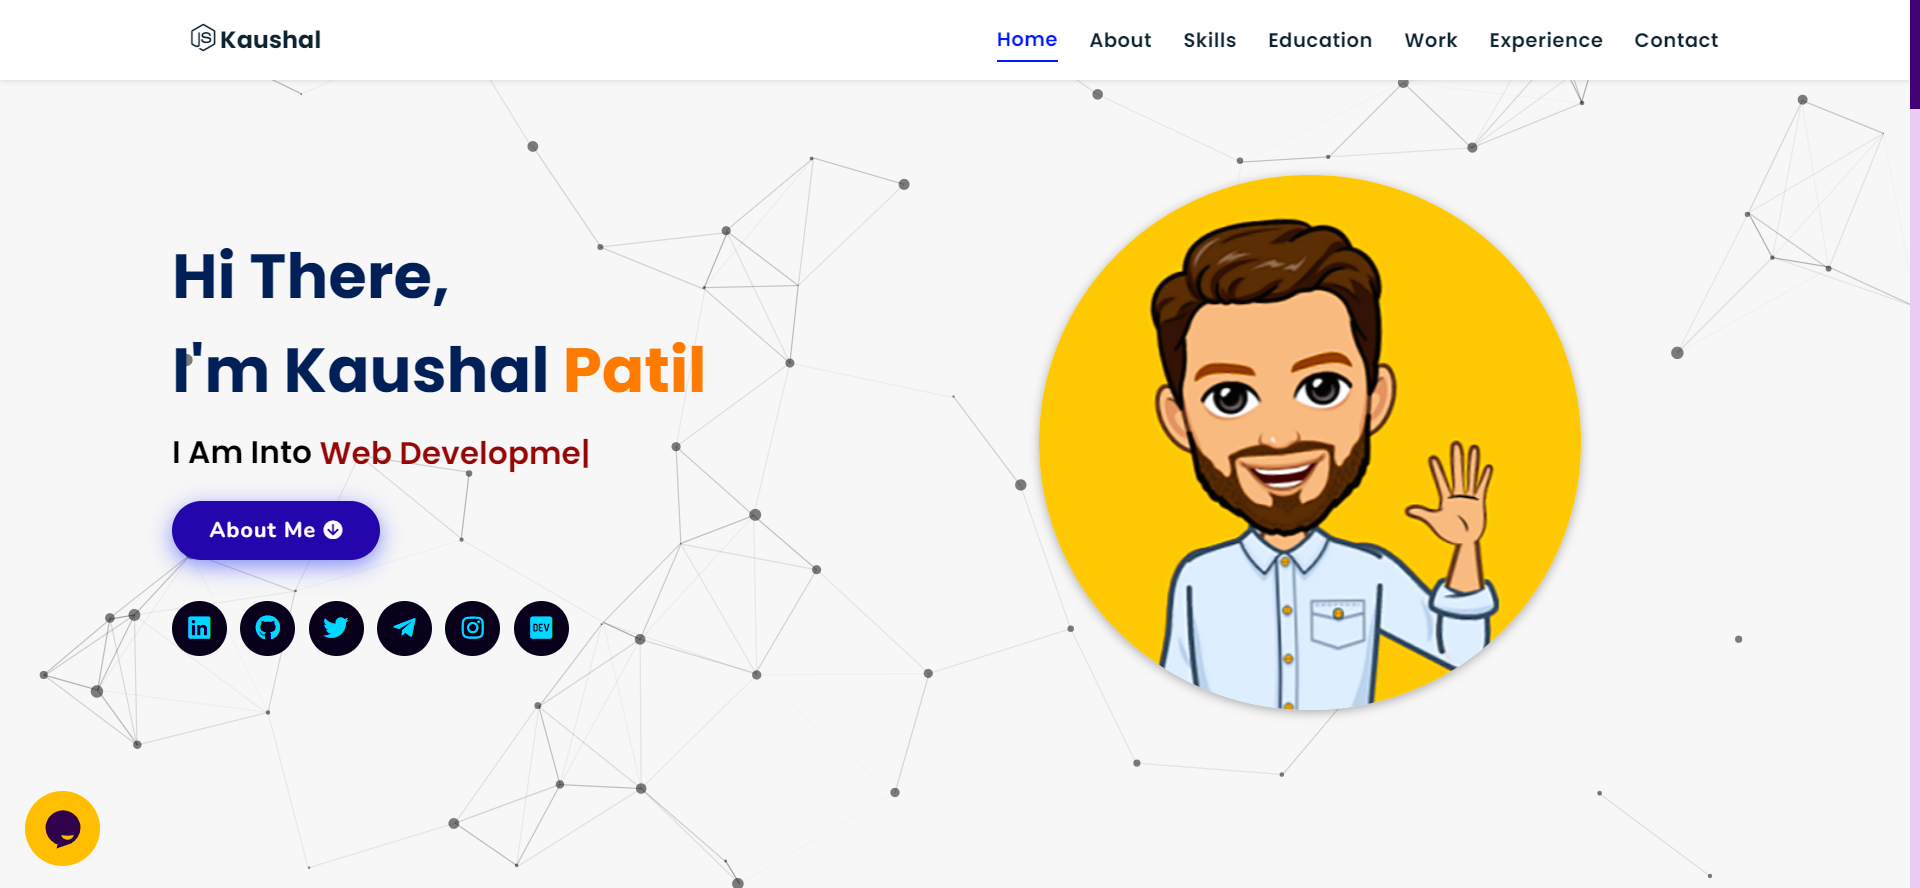 Kaushal
Home About Skills Education Work Experience Contact
Hi There,
I'm Kaushal Patil
I Am Into Web Developme|
About Me
DEV